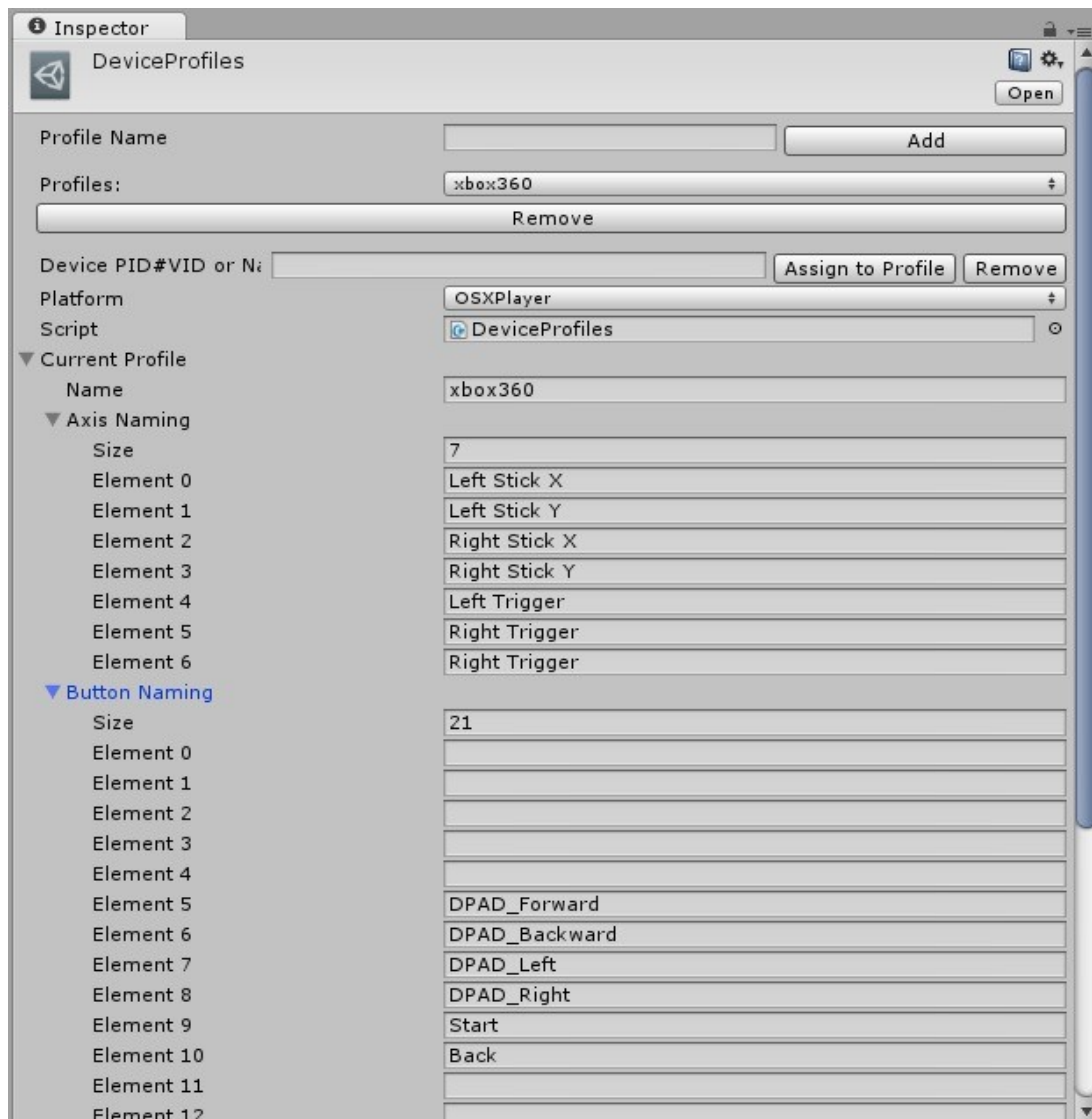 Inspector
DeviceProfiles
Open
Profile Name Add
Profiles: xbox360
Remove
Device PID#VID or Na Assign to Profile Remove
Platform OSXPlayer
Script DeviceProfiles
Current Profile
Name xbox360
Axis Naming
Size 7
Element 0 Left Stick X
Element 1 Left Stick Y
Element 2 Right Stick X
Element 3 Right Stick Y
Element 4 Left Trigger
Element 5 Right Trigger
Element 6 Right Trigger
Button Naming
Size 21
Element 0
Element 1
Element 2
Element 3
Element 4
Element 5 DPAD_Forward
Element 6 DPAD_Backward
Element 7 DPAD_Left
Element 8 DPAD_Right
Element 9 Start
Element 10 Back
Element 11
Element 12